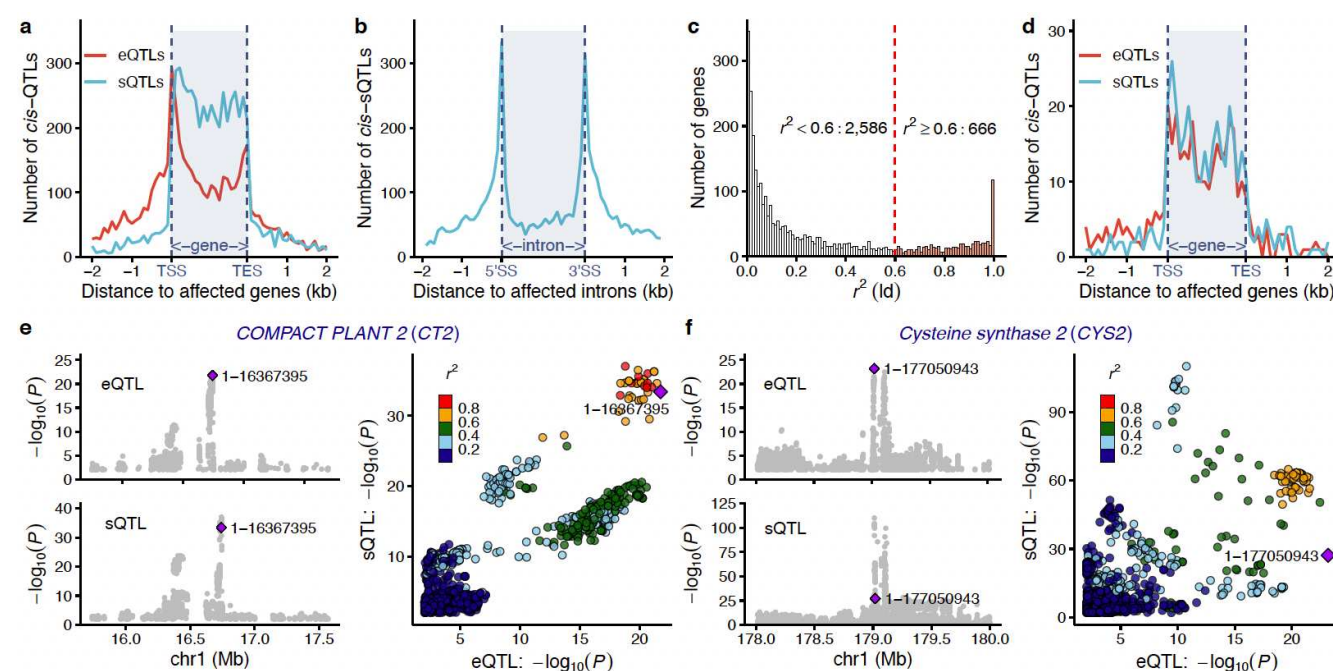 a
Number of cis−QTLs
300
200
100
0
eQTLs
sQTLs
<−gene−>
−2
−1
TSS
TES
1
2
Distance to affected genes (kb)
b
Number of cis−sQTLs
300
200
100
0
<−intron−>
−2
−1
5'SS
3'SS
1
2
Distance to affected introns (kb)
c
Number of genes
300
200
100
0
r² < 0.6 : 2,586
r² ≥ 0.6 : 666
0.0
0.2
0.4
0.6
0.8
1.0
r² (ld)
d
Number of cis−QTLs
30
20
10
0
eQTLs
sQTLs
<−gene−>
−2
−1
TSS
TES
1
2
Distance to affected genes (kb)
e
COMPACT PLANT 2 (CT2)
−log10(P)
25
20
15
10
5
0
eQTL
1−16367395
−log10(P)
40
30
20
10
0
sQTL
1−16367395
16.0
16.5
17.0
17.5
chr1 (Mb)
sQTL: −log10(P)
30
20
10
r²
0.8
0.6
0.4
0.2
1−16367395
5
10
15
20
eQTL: −log10(P)
f
Cysteine synthase 2 (CYS2)
−log10(P)
25
20
15
10
5
0
eQTL
1−177050943
−log10(P)
125
100
75
50
25
0
sQTL
1−177050943
178.0
178.5
179.0
179.5
180.0
chr1 (Mb)
sQTL: −log10(P)
90
60
30
0
r²
0.8
0.6
0.4
0.2
1−177050943
5
10
15
20
eQTL: −log10(P)